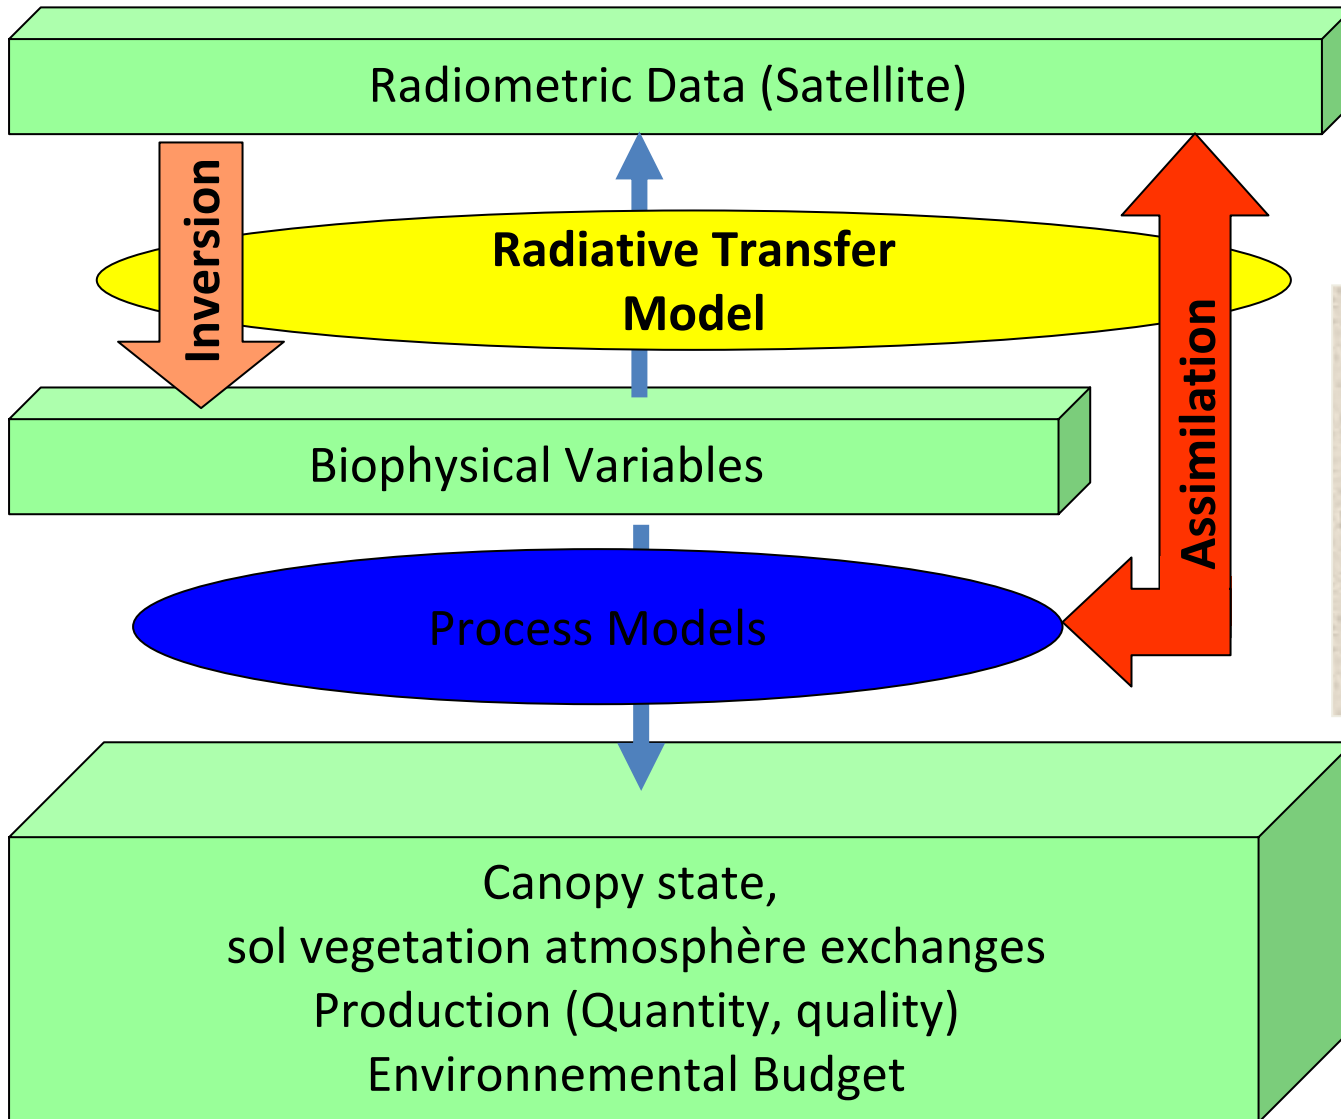 Radiometric Data (Satellite)
Inversion
Radiative Transfer
Model
Assimilation
Biophysical Variables
Process Models
Canopy state,
sol vegetation atmosphère exchanges
Production (Quantity, quality)
Environnemental Budget